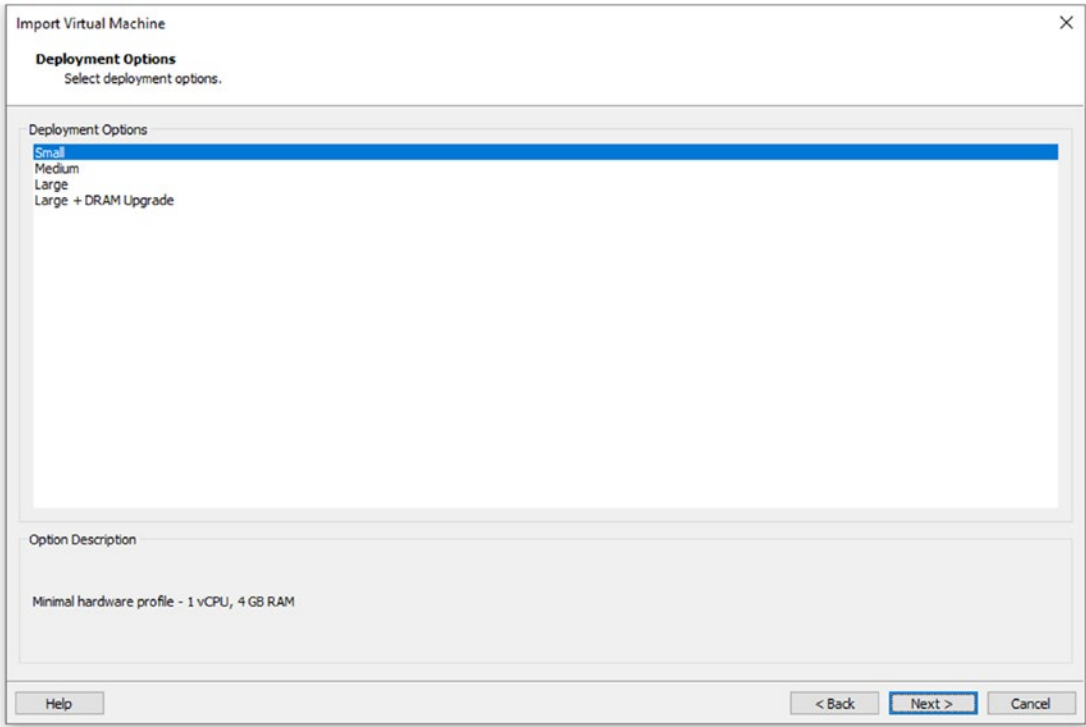 Import Virtual Machine
Deployment Options
Select deployment options.
Deployment Options
Small
Medium
Large
Large + DRAM Upgrade
Option Description
Minimal hardware profile - 1 vCPU, 4 GB RAM
Help
< Back
Next >
Cancel